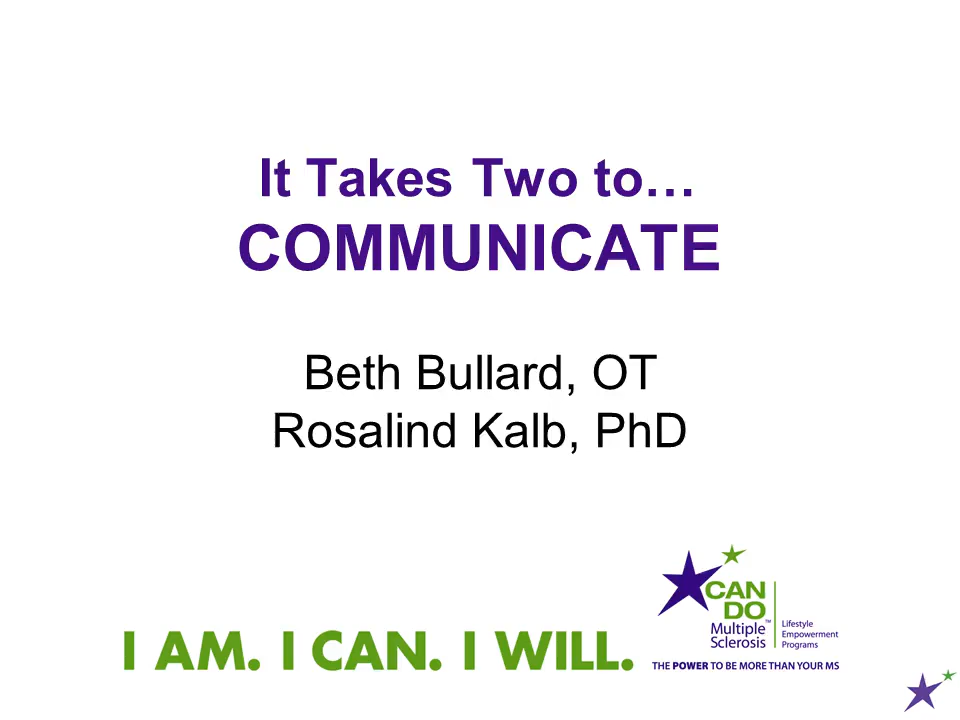 It Takes Two to…
COMMUNICATE
Beth Bullard, OT
Rosalind Kalb, PhD
I AM. I CAN. I WILL.
CAN
DO
Multiple™
Sclerosis
Lifestyle
Empowerment
Programs
THE POWER TO BE MORE THAN YOUR MS